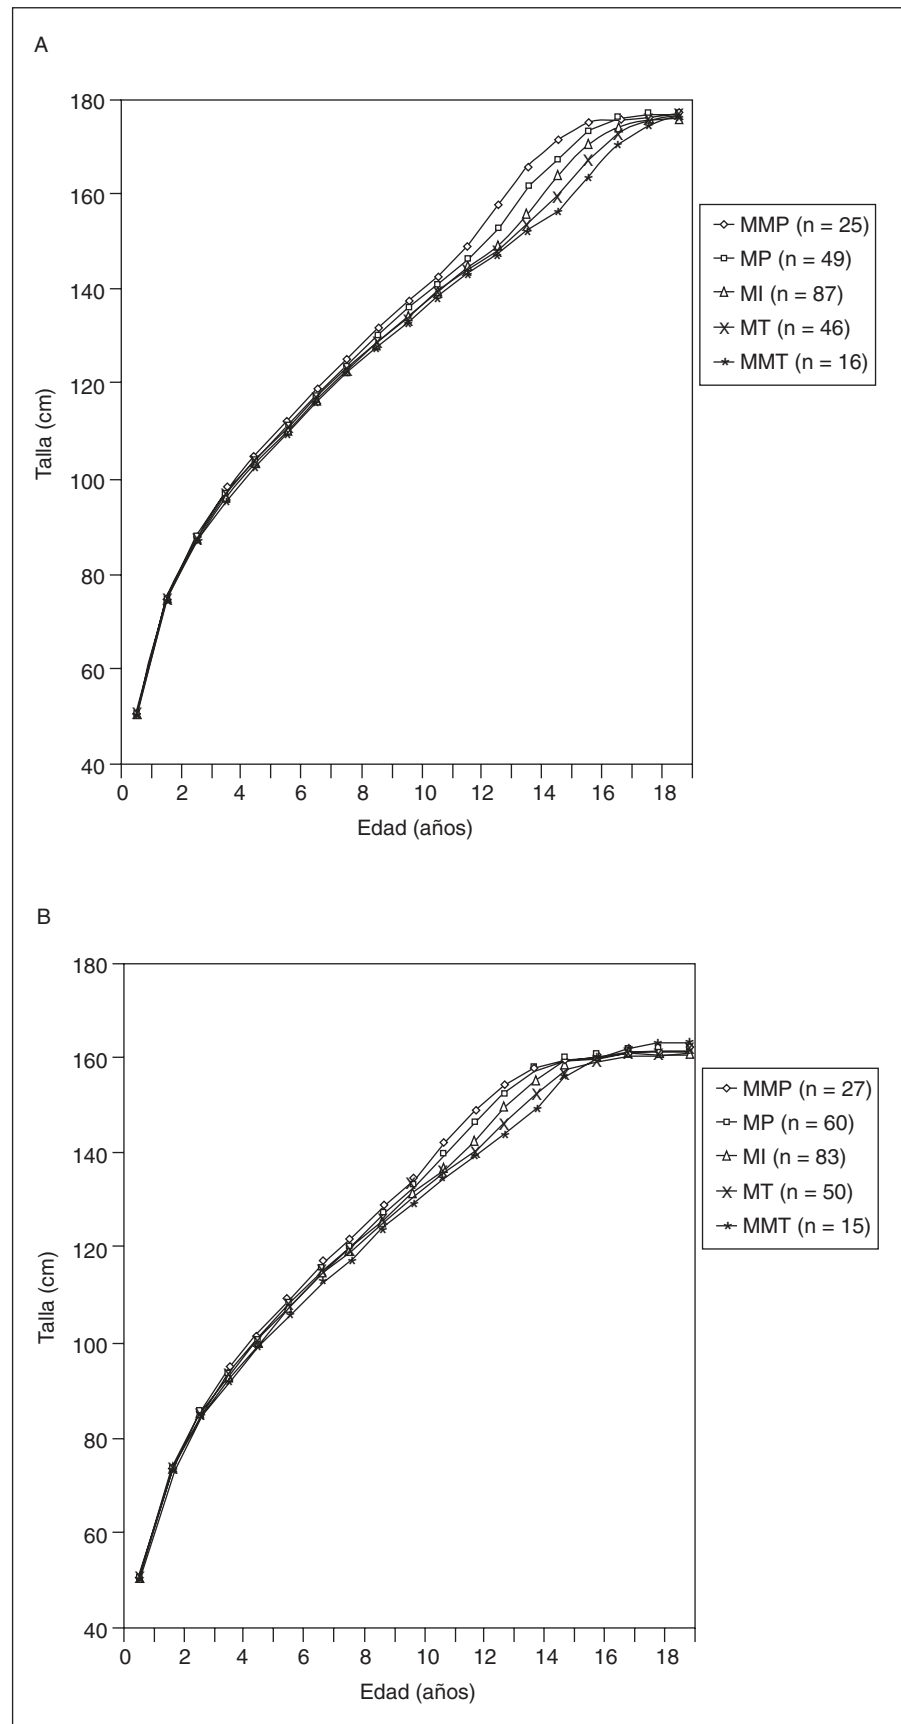 A
180
160
140
120
100
80
60
40
Talla (cm)
0 2 4 6 8 10 12 14 16 18
Edad (años)
MMP (n = 25)
MP (n = 49)
MI (n = 87)
MT (n = 46)
MMT (n = 16)
B
180
160
140
120
100
80
60
40
Talla (cm)
0 2 4 6 8 10 12 14 16 18
Edad (años)
MMP (n = 27)
MP (n = 60)
MI (n = 83)
MT (n = 50)
MMT (n = 15)